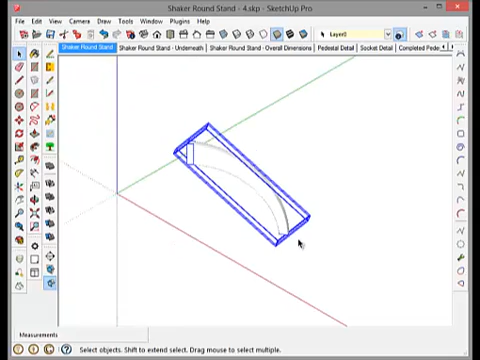 Shaker Round Stand - 4.skp - SketchUp Pro
File Edit View Camera Draw Tools Window Plugins Help
Layer0
Shaker Round Stand Shaker Round Stand - Underneath Shaker Round Stand - Overall Dimensions Pedestal Detail Socket Detail Completed Pede
Measurements
Select objects. Shift to extend select. Drag mouse to select multiple.